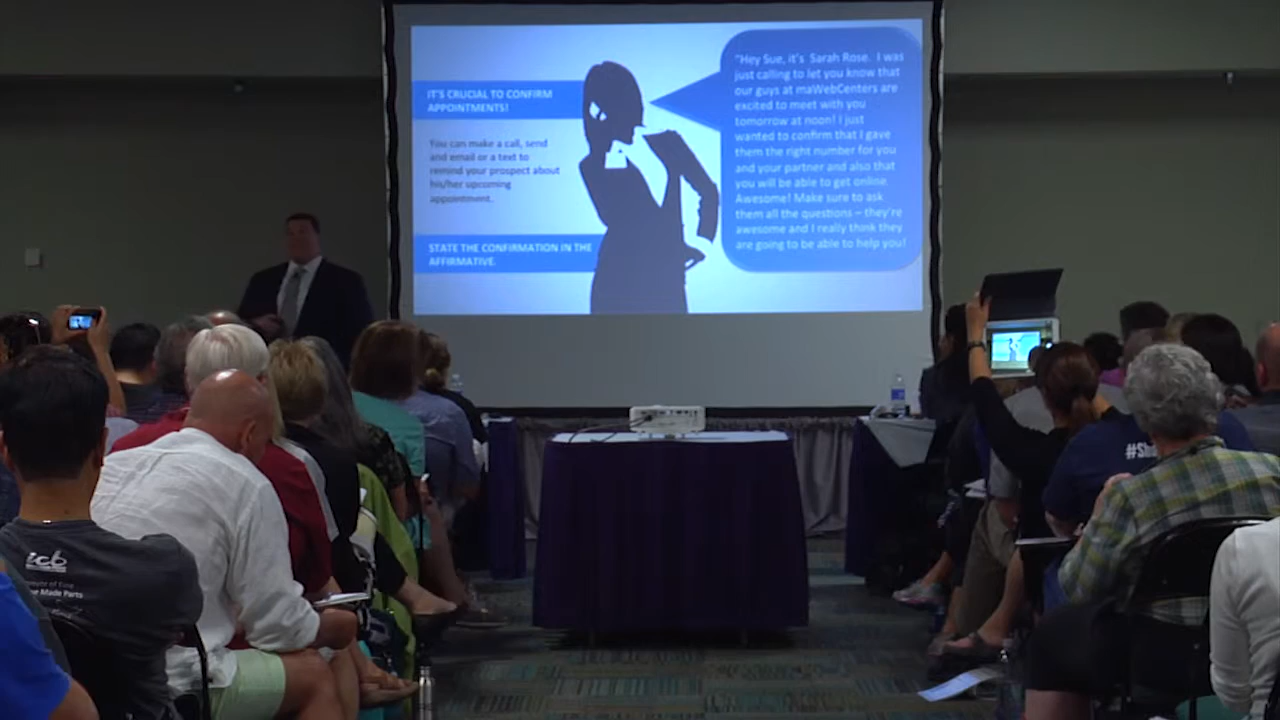 IT'S CRUCIAL TO CONFIRM
APPOINTMENTS!
You can make a call, send
and email or a text to
remind your prospect about
his/her upcoming
appointment.
STATE THE CONFIRMATION IN THE
AFFIRMATIVE.
"Hey Sue, it's Sarah Rose. I was
just calling to let you know that
our guys at maWebCenters are
excited to meet with you
tomorrow at noon! I just
wanted to confirm that I gave
them the right number for you
and your partner and also that
you will be able to get online.
Awesome! Make sure to ask
them all the questions – they're
awesome and I really think they
are going to be able to help you!
icb
of Fine
Made Parts